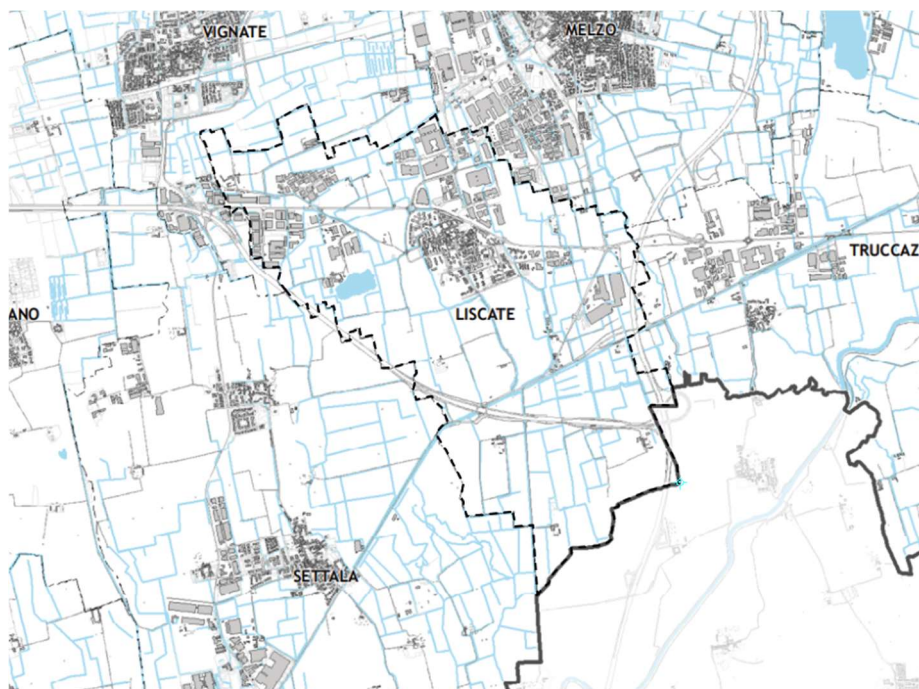 VIGNATE
MELZO
TRUCCAZ
ANO
LISCATE
SETTALA